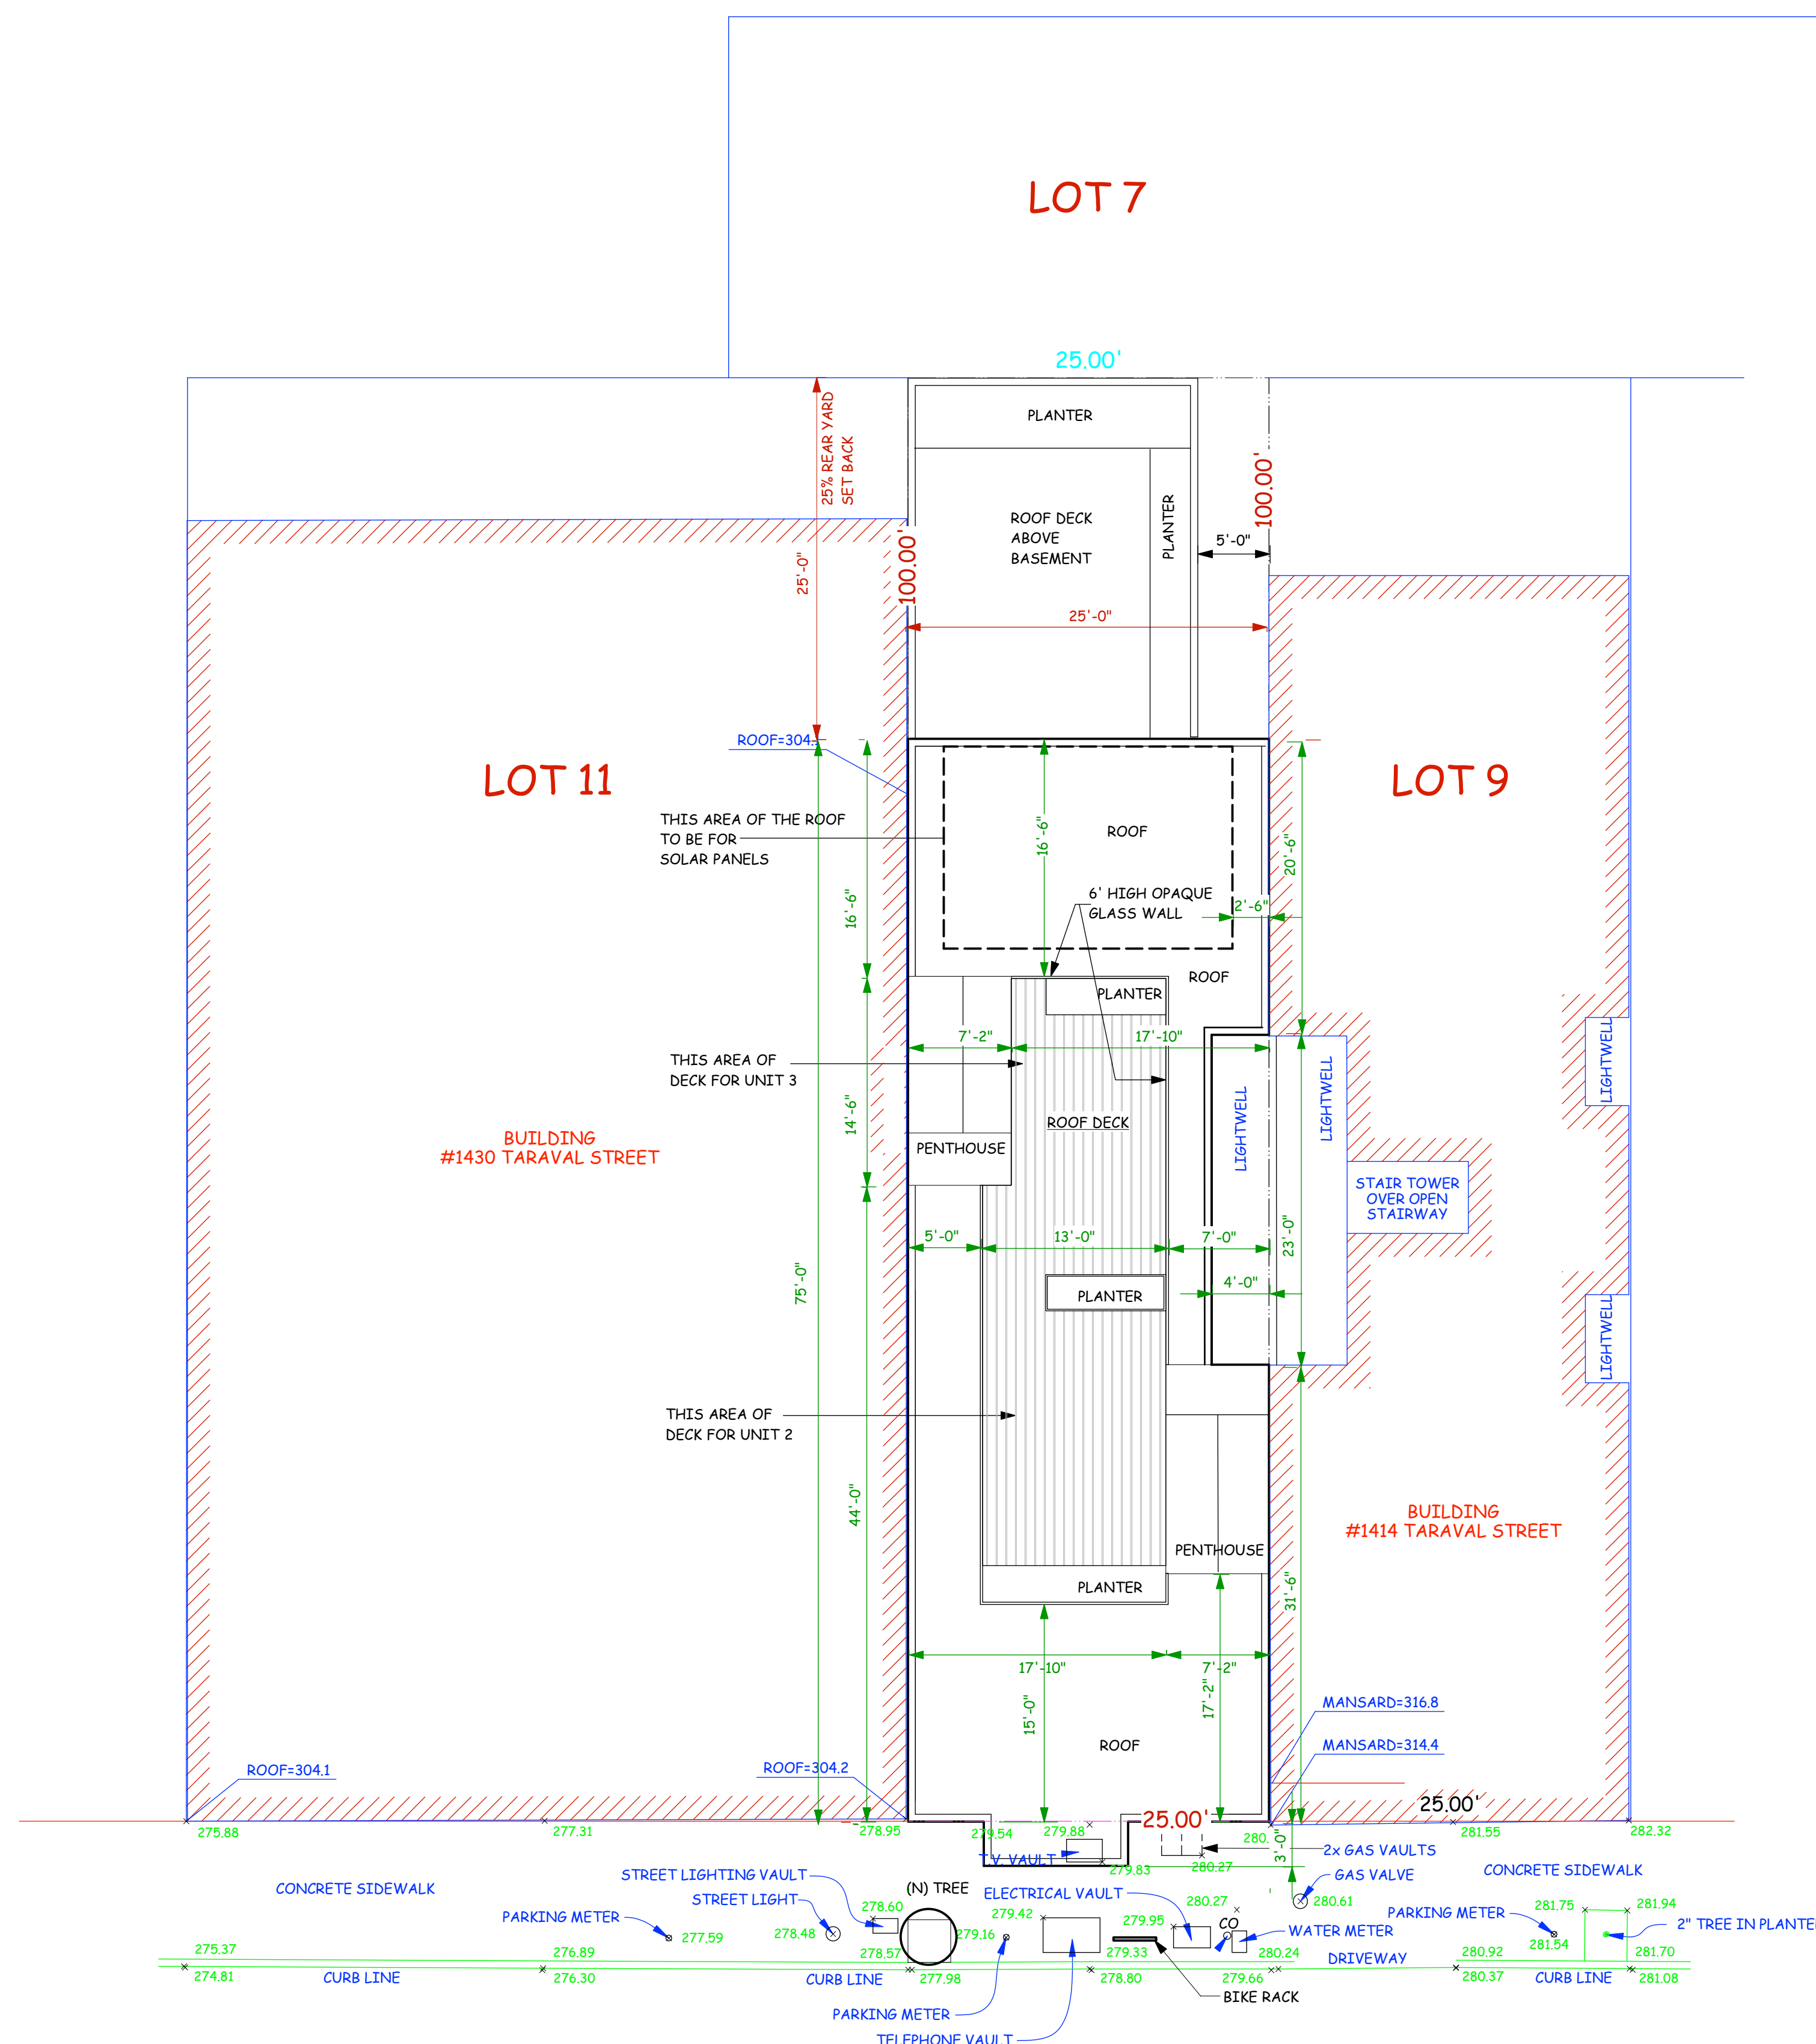 LOT 7
25.00'
PLANTER
25% REAR YARD
SET BACK
25'-0"
100.00'
100.00'
ROOF DECK
ABOVE
BASEMENT
PLANTER
5'-0"
25'-0"
ROOF=304.
LOT 11
LOT 9
THIS AREA OF THE ROOF
TO BE FOR
SOLAR PANELS
ROOF
16'-6"
20'-6"
16'-6"
6' HIGH OPAQUE
GLASS WALL
2'-6"
ROOF
PLANTER
7'-2"
17'-10"
THIS AREA OF
DECK FOR UNIT 3
14'-6"
ROOF DECK
LIGHTWELL
LIGHTWELL
LIGHTWELL
BUILDING
#1430 TARAVAL STREET
PENTHOUSE
STAIR TOWER
OVER OPEN
STAIRWAY
5'-0"
13'-0"
7'-0"
23'-0"
75'-0"
4'-0"
PLANTER
LIGHTWELL
THIS AREA OF
DECK FOR UNIT 2
44'-0"
BUILDING
#1414 TARAVAL STREET
PENTHOUSE
PLANTER
31'-6"
17'-10"
7'-2"
15'-0"
17'-2"
MANSARD=316.8
ROOF
MANSARD=314.4
ROOF=304.1
ROOF=304.2
25.00'
25.00'
275.88
277.31
278.95
279.54
279.88
280.
281.55
282.32
3'-0"
T.V. VAULT
279.83
280.27
2x GAS VAULTS
CONCRETE SIDEWALK
STREET LIGHTING VAULT
(N) TREE
ELECTRICAL VAULT
GAS VALVE
CONCRETE SIDEWALK
STREET LIGHT
278.60
280.27
280.61
281.75
281.94
PARKING METER
277.59
278.48
279.16
279.42
279.95
CO
WATER METER
PARKING METER
281.54
2" TREE IN PLANTE
275.37
276.89
278.57
279.33
280.24
DRIVEWAY
280.92
281.70
274.81
CURB LINE
276.30
CURB LINE
277.98
278.80
279.66
280.37
CURB LINE
281.08
BIKE RACK
PARKING METER
TELEPHONE VAULT